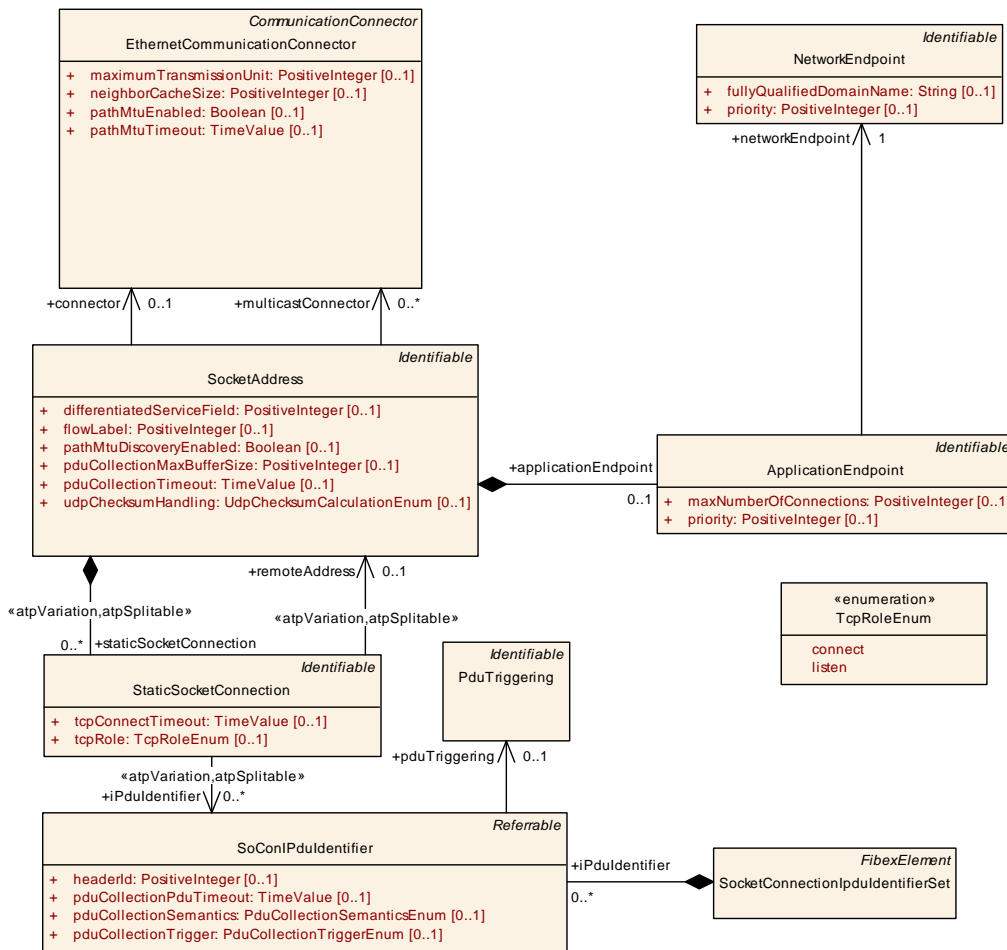 CommunicationConnector
EthernetCommunicationConnector
+ maximumTransmissionUnit: PositiveInteger [0..1]
+ neighborCacheSize: PositiveInteger [0..1]
+ pathMtuEnabled: Boolean [0..1]
+ pathMtuTimeout: TimeValue [0..1]
Identifiable
NetworkEndpoint
+ fullyQualifiedDomainName: String [0..1]
+ priority: PositiveInteger [0..1]
+networkEndpoint 1
+connector 0..1 +multicastConnector 0..*
Identifiable
SocketAddress
+ differentiatedServiceField: PositiveInteger [0..1]
+ flowLabel: PositiveInteger [0..1]
+ pathMtuDiscoveryEnabled: Boolean [0..1]
+ pduCollectionMaxBufferSize: PositiveInteger [0..1]
+ pduCollectionTimeout: TimeValue [0..1]
+ udpChecksumHandling: UdpChecksumCalculationEnum [0..1]
+applicationEndpoint
0..1
Identifiable
ApplicationEndpoint
+ maxNumberOfConnections: PositiveInteger [0..1
+ priority: PositiveInteger [0..1]
+remoteAddress 0..1
«atpVariation,atpSplitable»
«atpVariation,atpSplitable»
0..* +staticSocketConnection
«enumeration»
TcpRoleEnum
connect
listen
Identifiable
StaticSocketConnection
+ tcpConnectTimeout: TimeValue [0..1]
+ tcpRole: TcpRoleEnum [0..1]
Identifiable
PduTriggering
+pduTriggering 0..1
«atpVariation,atpSplitable»
+iPduIdentifier 0..*
Referrable
SoConIPduIdentifier
+ headerId: PositiveInteger [0..1]
+ pduCollectionPduTimeout: TimeValue [0..1]
+ pduCollectionSemantics: PduCollectionSemanticsEnum [0..1]
+ pduCollectionTrigger: PduCollectionTriggerEnum [0..1]
+iPduIdentifier
0..*
FibexElement
SocketConnectionIpduIdentifierSet